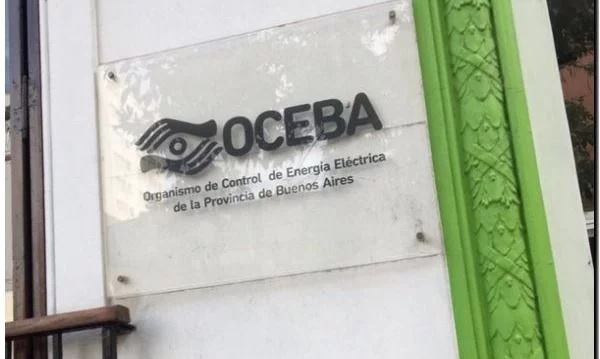 OCEBA
Organismo de Control de Energía Eléctrica
de la Provincia de Buenos Aires